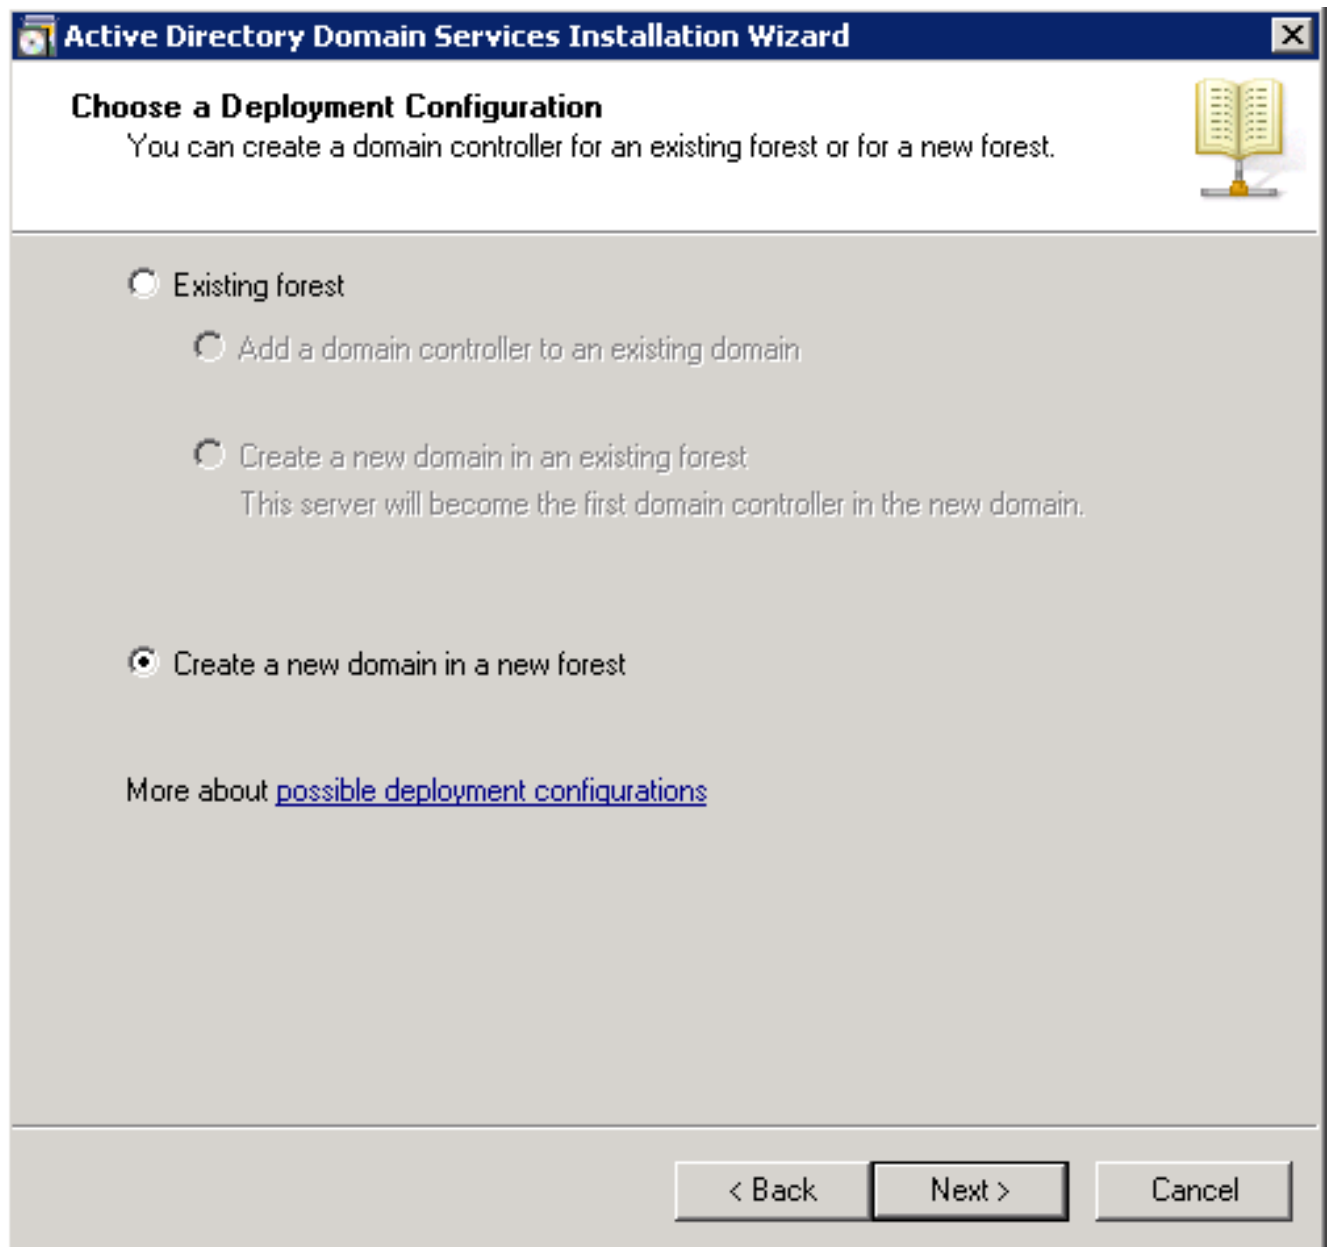 Active Directory Domain Services Installation Wizard
Choose a Deployment Configuration
You can create a domain controller for an existing forest or for a new forest.
Existing forest
Add a domain controller to an existing domain
Create a new domain in an existing forest
This server will become the first domain controller in the new domain.
Create a new domain in a new forest
More about possible deployment configurations
< Back Next > Cancel